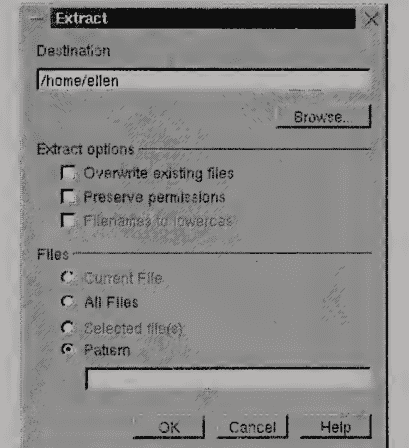 Extract
Destination
/home/ellen
Browse...
Extract options
Overwrite existing files
Preserve permissions
Filenames to lowercas
Files
Current File
All Files
Selected file(s)
Pattern
OK Cancel Help